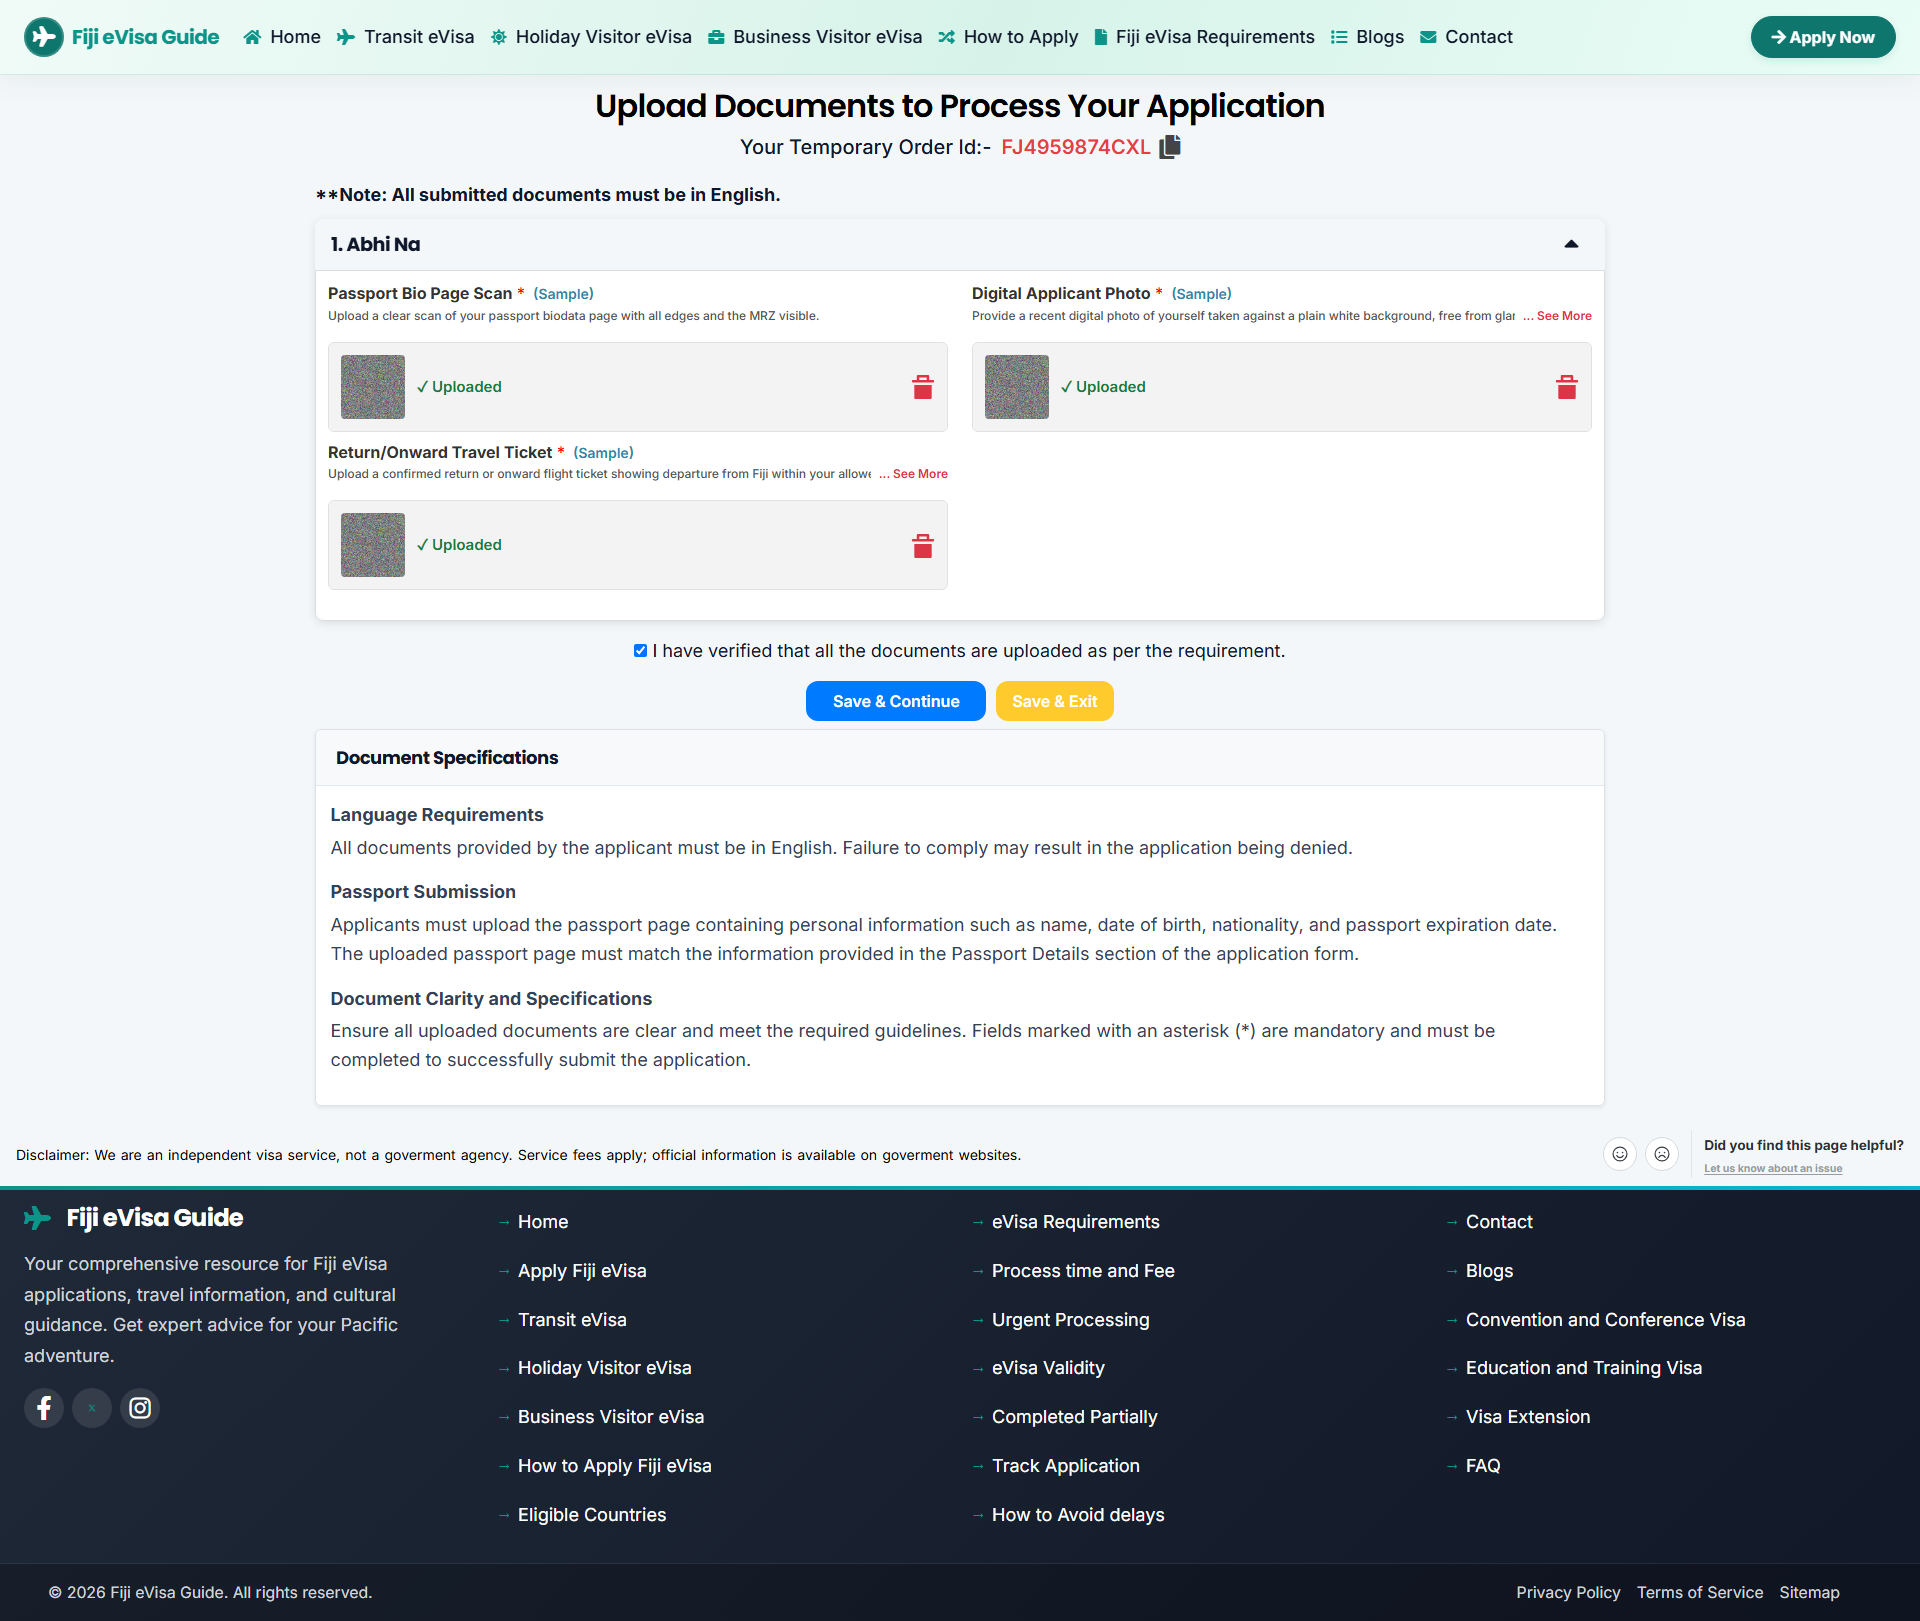 Fiji eVisa Guide
Home
Transit eVisa
Holiday Visitor eVisa
Business Visitor eVisa
How to Apply
Fiji eVisa Requirements
Blogs
Contact
Apply Now
Upload Documents to Process Your Application
Your Temporary Order Id:- FJ4959874CXL
**Note: All submitted documents must be in English.
1. Abhi Na
Passport Bio Page Scan * (Sample)
Upload a clear scan of your passport biodata page with all edges and the MRZ visible.
✓ Uploaded
Digital Applicant Photo * (Sample)
Provide a recent digital photo of yourself taken against a plain white background, free from glar ... See More
✓ Uploaded
Return/Onward Travel Ticket * (Sample)
Upload a confirmed return or onward flight ticket showing departure from Fiji within your allowe ... See More
✓ Uploaded
I have verified that all the documents are uploaded as per the requirement.
Save & Continue
Save & Exit
Document Specifications
Language Requirements
All documents provided by the applicant must be in English. Failure to comply may result in the application being denied.
Passport Submission
Applicants must upload the passport page containing personal information such as name, date of birth, nationality, and passport expiration date.
The uploaded passport page must match the information provided in the Passport Details section of the application form.
Document Clarity and Specifications
Ensure all uploaded documents are clear and meet the required guidelines. Fields marked with an asterisk (*) are mandatory and must be
completed to successfully submit the application.
Disclaimer: We are an independent visa service, not a goverment agency. Service fees apply; official information is available on goverment websites.
Did you find this page helpful?
Let us know about an issue
Fiji eVisa Guide
Your comprehensive resource for Fiji eVisa
applications, travel information, and cultural
guidance. Get expert advice for your Pacific
adventure.
→ Home
→ Apply Fiji eVisa
→ Transit eVisa
→ Holiday Visitor eVisa
→ Business Visitor eVisa
→ How to Apply Fiji eVisa
→ Eligible Countries
→ eVisa Requirements
→ Process time and Fee
→ Urgent Processing
→ eVisa Validity
→ Completed Partially
→ Track Application
→ How to Avoid delays
→ Contact
→ Blogs
→ Convention and Conference Visa
→ Education and Training Visa
→ Visa Extension
→ FAQ
© 2026 Fiji eVisa Guide. All rights reserved.
Privacy Policy
Terms of Service
Sitemap